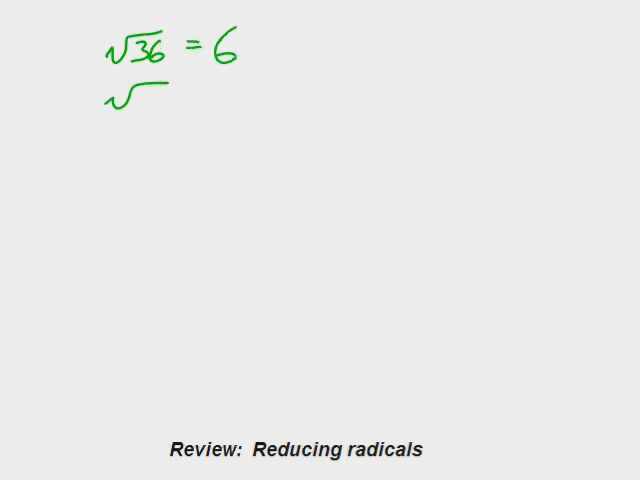 √36 = 6
√
Review: Reducing radicals